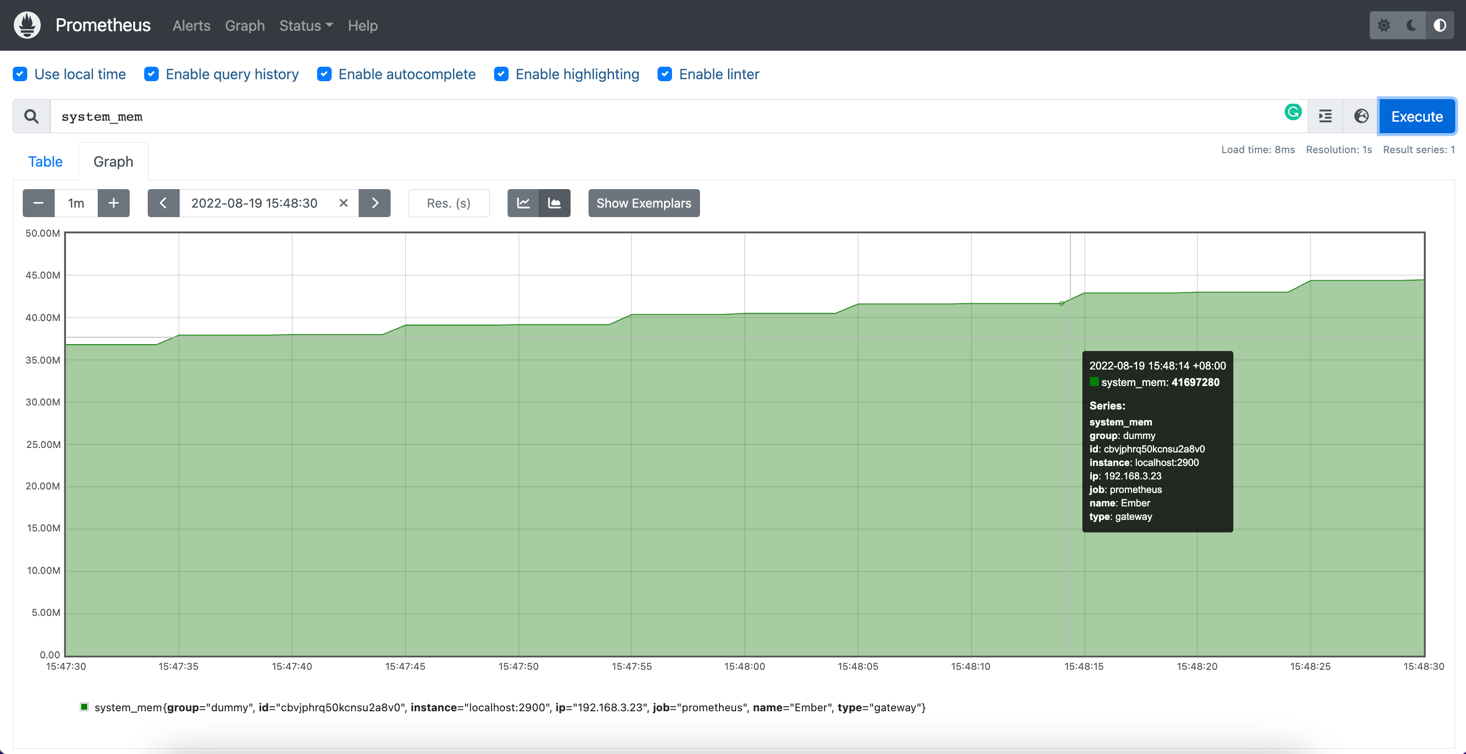 Prometheus Alerts Graph Status Help
Use local time Enable query history Enable autocomplete Enable highlighting Enable linter
system_mem
Execute
Load time: 8ms Resolution: 1s Result series: 1
Table Graph
1m 2022-08-19 15:48:30 Res. (s) Show Exemplars
50.00M
45.00M
40.00M
35.00M
30.00M
25.00M
20.00M
15.00M
10.00M
5.00M
0.00
2022-08-19 15:48:14 +08:00
system_mem: 41697280
Series:
system_mem
group: dummy
id: cbvjphrq50kcnsu2a8v0
instance: localhost:2900
ip: 192.168.3.23
job: prometheus
name: Ember
type: gateway
15:47:30 15:47:35 15:47:40 15:47:45 15:47:50 15:47:55 15:48:00 15:48:05 15:48:10 15:48:15 15:48:20 15:48:25 15:48:30
system_mem{group="dummy", id="cbvjphrq50kcnsu2a8v0", instance="localhost:2900", ip="192.168.3.23", job="prometheus", name="Ember", type="gateway"}